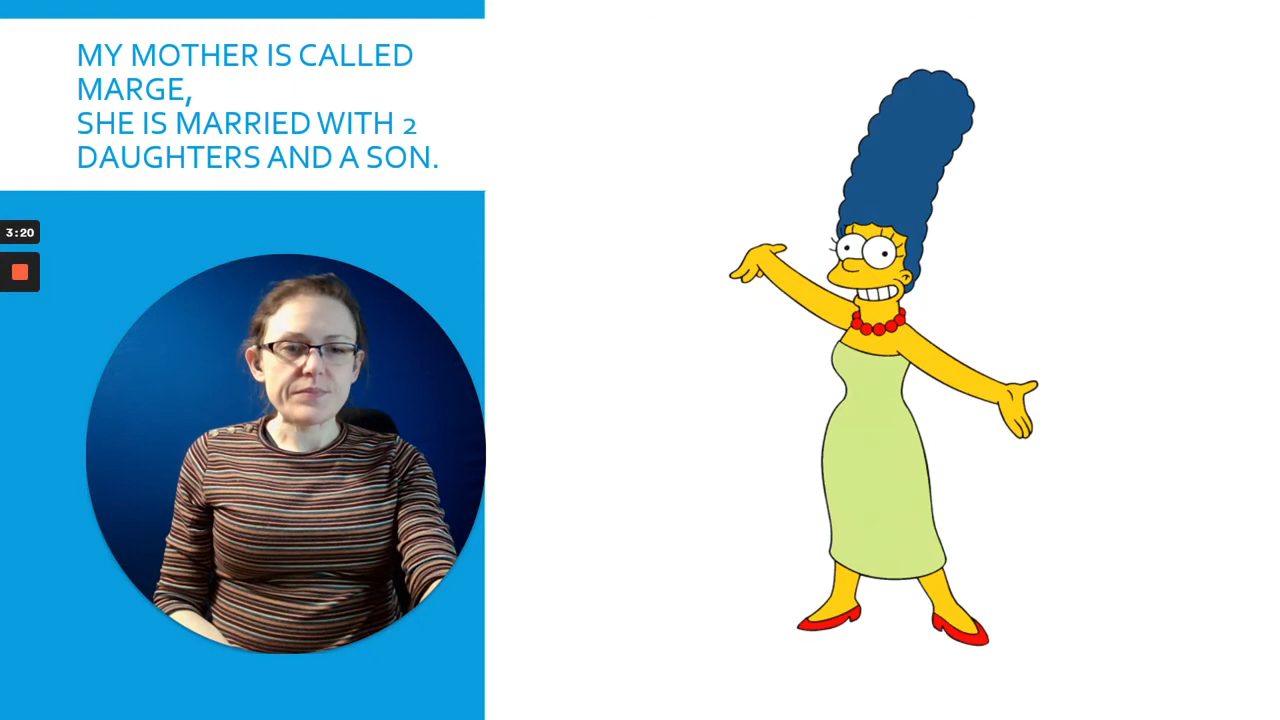 MY MOTHER IS CALLED
MARGE,
SHE IS MARRIED WITH 2
DAUGHTERS AND A SON.
3:20